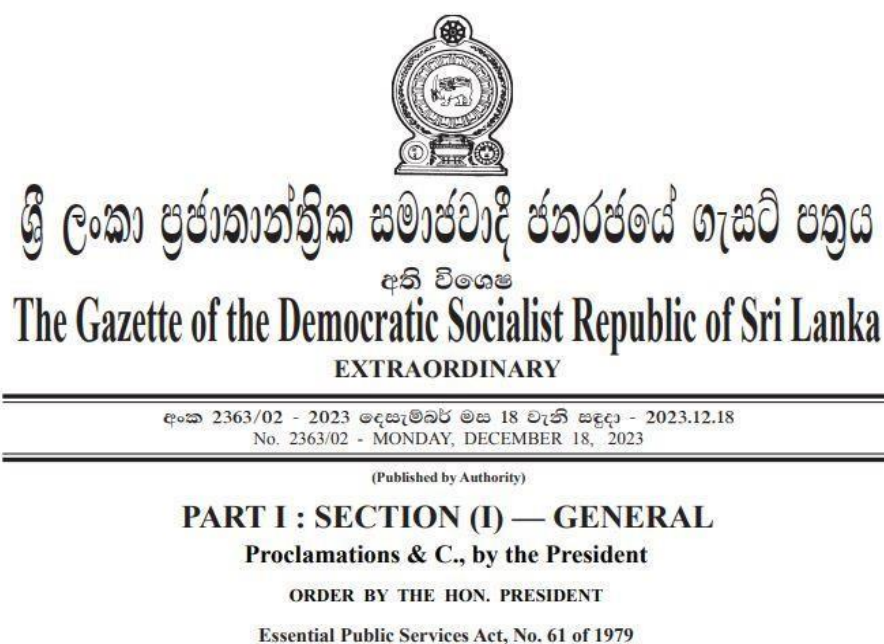 ශ්‍රී ලංකා ප්‍රජාතාන්ත්‍රික සමාජවාදී ජනරජයේ ගැසට් පත්‍රය
අති විශෙෂ
The Gazette of the Democratic Socialist Republic of Sri Lanka
EXTRAORDINARY
අංක 2363/02 - 2023 දෙසැම්බර් මස 18 වැනි සඳුදා - 2023.12.18
No. 2363/02 - MONDAY, DECEMBER 18, 2023
(Published by Authority)
PART I : SECTION (I) — GENERAL
Proclamations & C., by the President
ORDER BY THE HON. PRESIDENT
Essential Public Services Act, No. 61 of 1979